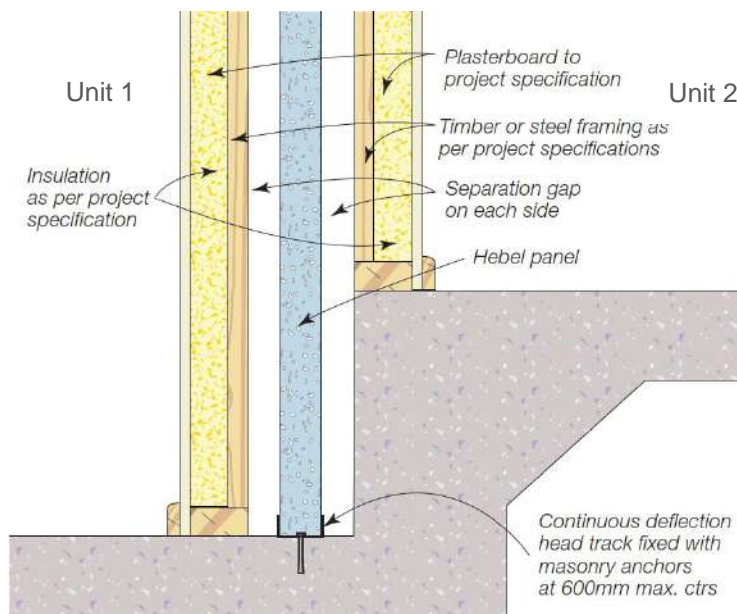 Unit 1
Unit 2
Plasterboard to
project specification
Timber or steel framing as
per project specifications
Insulation
as per project
specification
Separation gap
on each side
Hebel panel
Continuous deflection
head track fixed with
masonry anchors
at 600mm max. ctrs